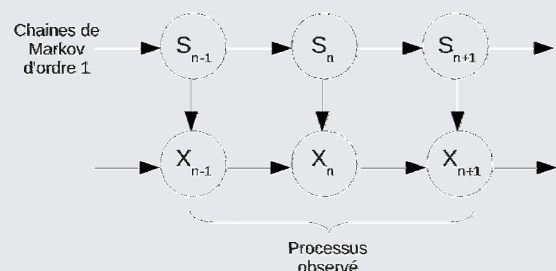 Chaines de
Markov
d'ordre 1
S n-1
S n
S n+1
X n-1
X n
X n+1
Processus
observé